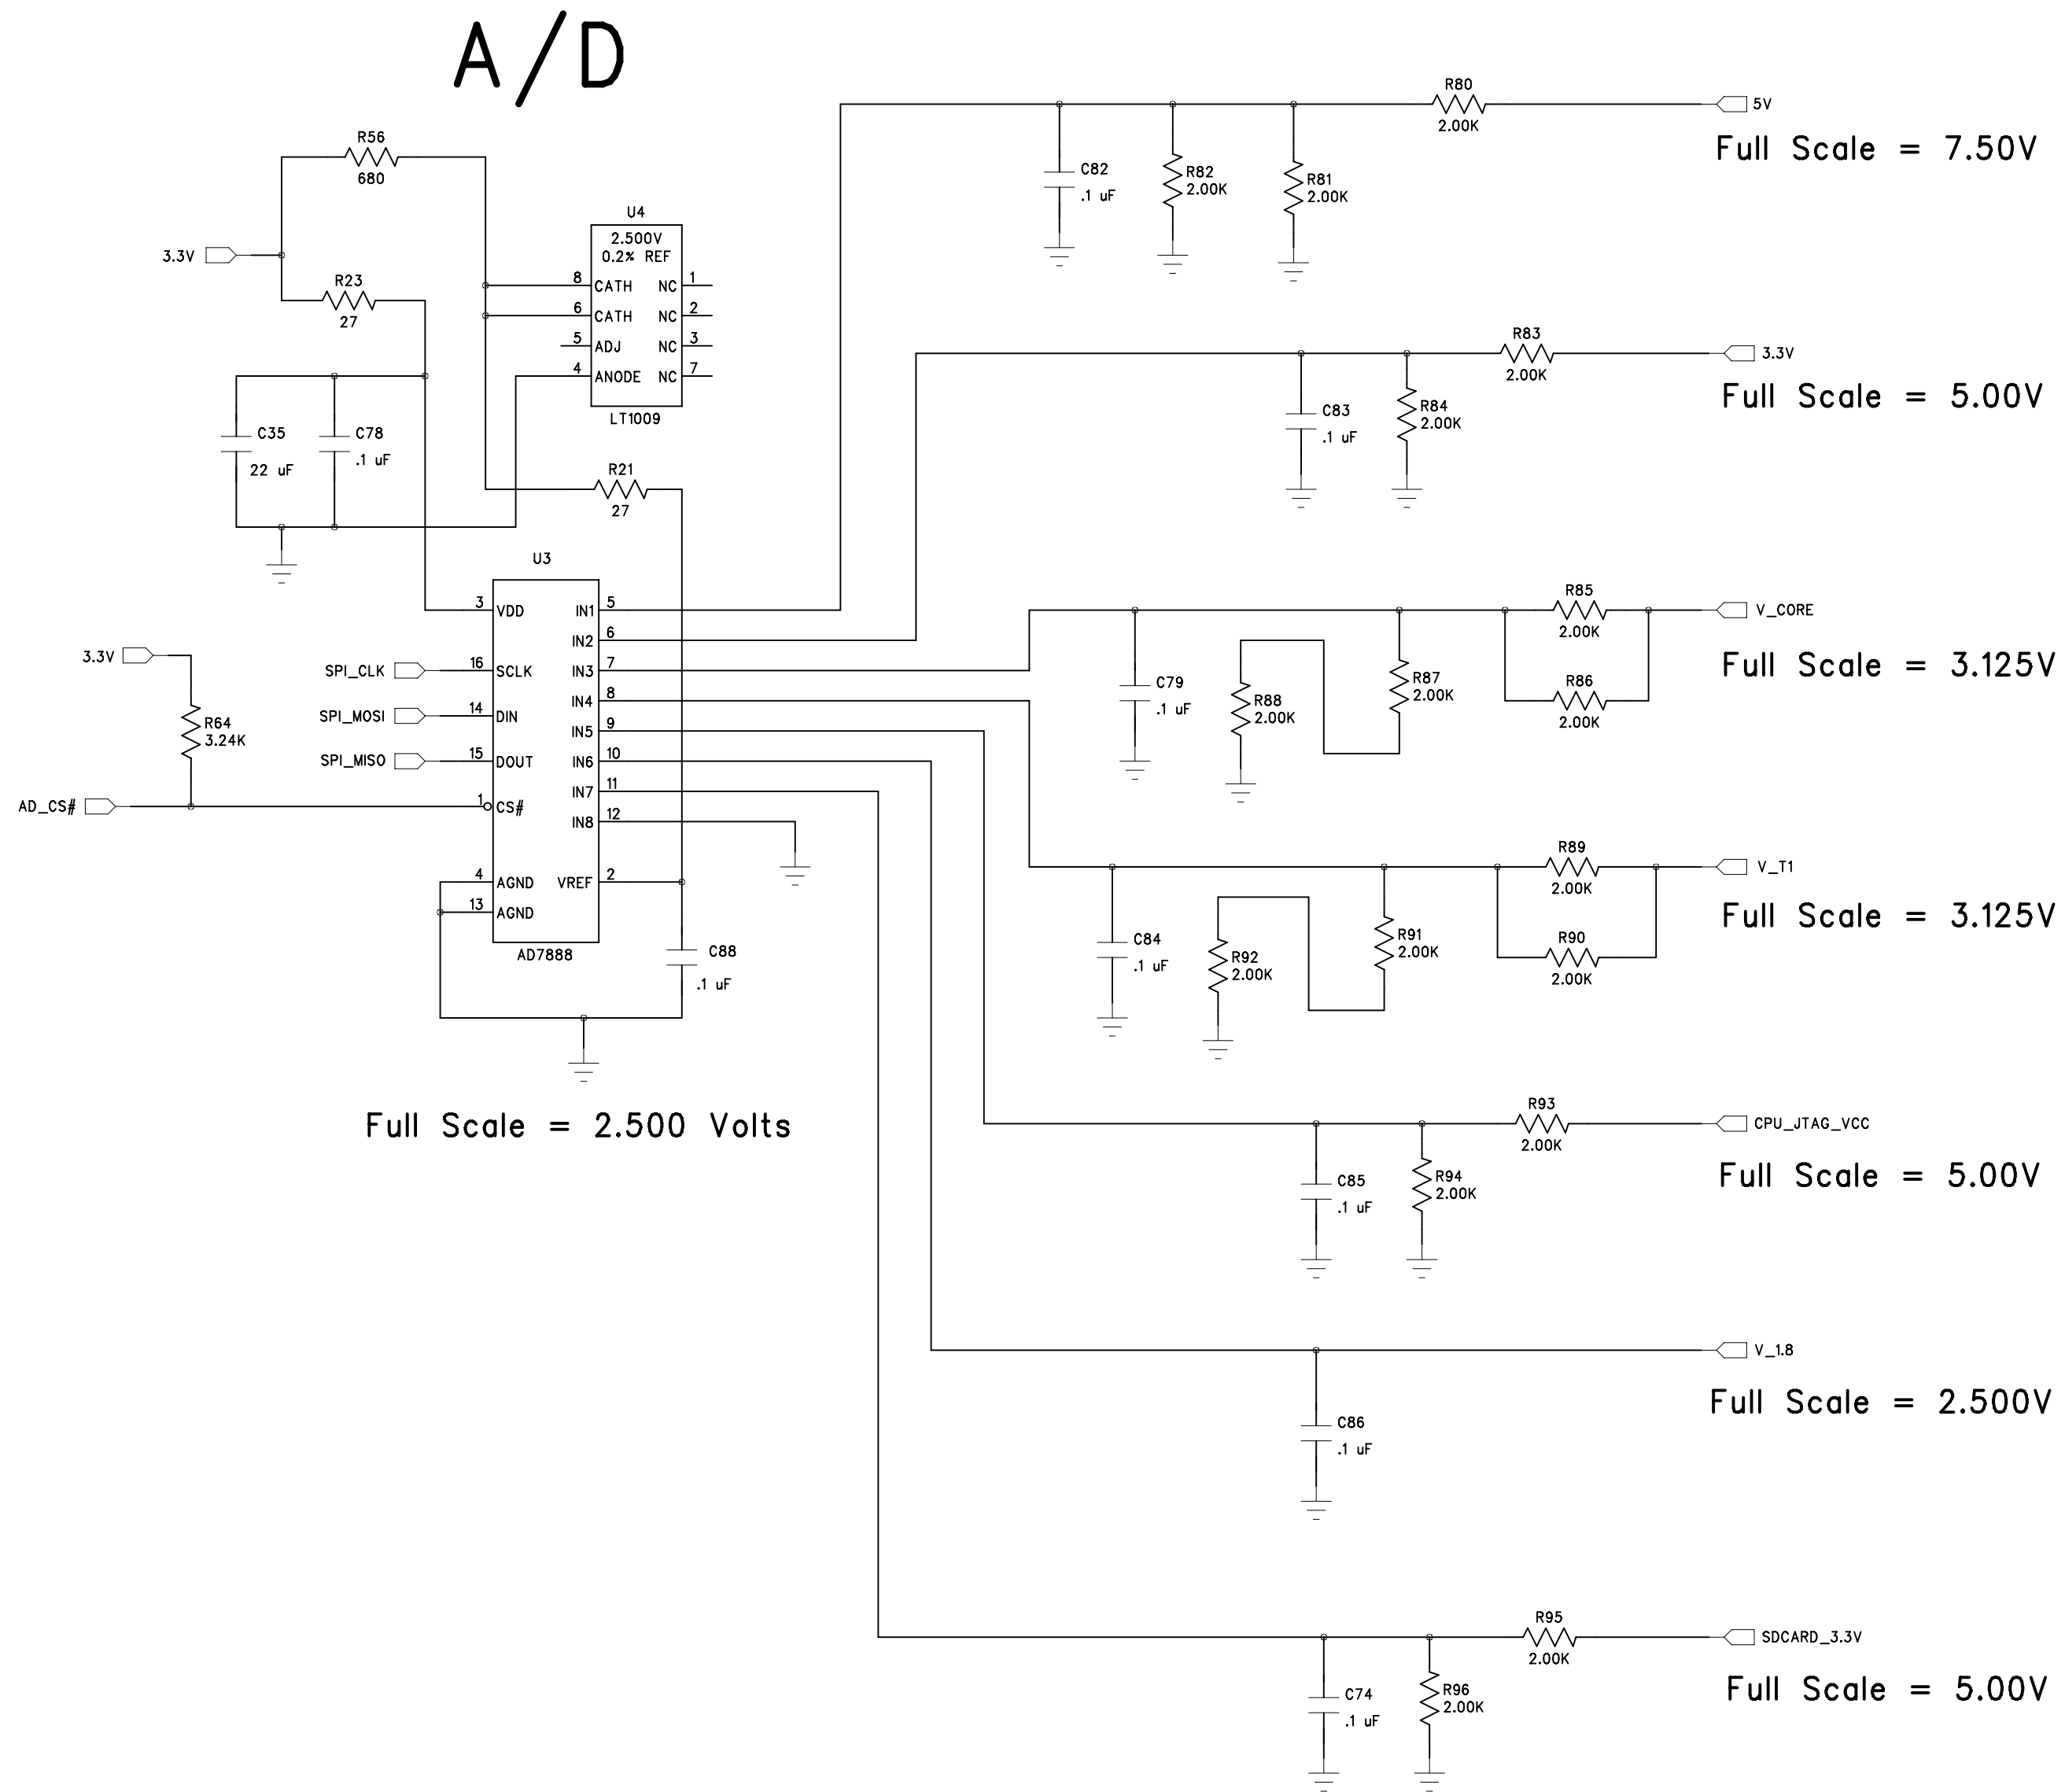 A/D
R56
680
3.3V
R23
27
C35
22 uF
C78
.1 uF
U4
2.500V
0.2% REF
8 CATH NC 1
6 CATH NC 2
5 ADJ NC 3
4 ANODE NC 7
LT1009
R21
27
U3
3 VDD IN1 5
IN2 6
16 SCLK IN3 7
IN4 8
14 DIN
IN5 9
15 DOUT IN6 10
IN7 11
1 CS#
IN8 12
4 AGND VREF 2
13 AGND
AD7888
3.3V
R64
3.24K
SPI_CLK
SPI_MOSI
SPI_MISO
AD_CS#
C88
.1 uF
Full Scale = 2.500 Volts
R80
2.00K
5V
Full Scale = 7.50V
C82
.1 uF
R82
2.00K
R81
2.00K
R83
2.00K
3.3V
Full Scale = 5.00V
C83
.1 uF
R84
2.00K
R85
2.00K
V_CORE
Full Scale = 3.125V
R86
2.00K
C79
.1 uF
R88
2.00K
R87
2.00K
R89
2.00K
V_T1
Full Scale = 3.125V
R90
2.00K
C84
.1 uF
R92
2.00K
R91
2.00K
R93
2.00K
CPU_JTAG_VCC
Full Scale = 5.00V
C85
.1 uF
R94
2.00K
V_1.8
Full Scale = 2.500V
C86
.1 uF
R95
2.00K
SDCARD_3.3V
Full Scale = 5.00V
C74
.1 uF
R96
2.00K